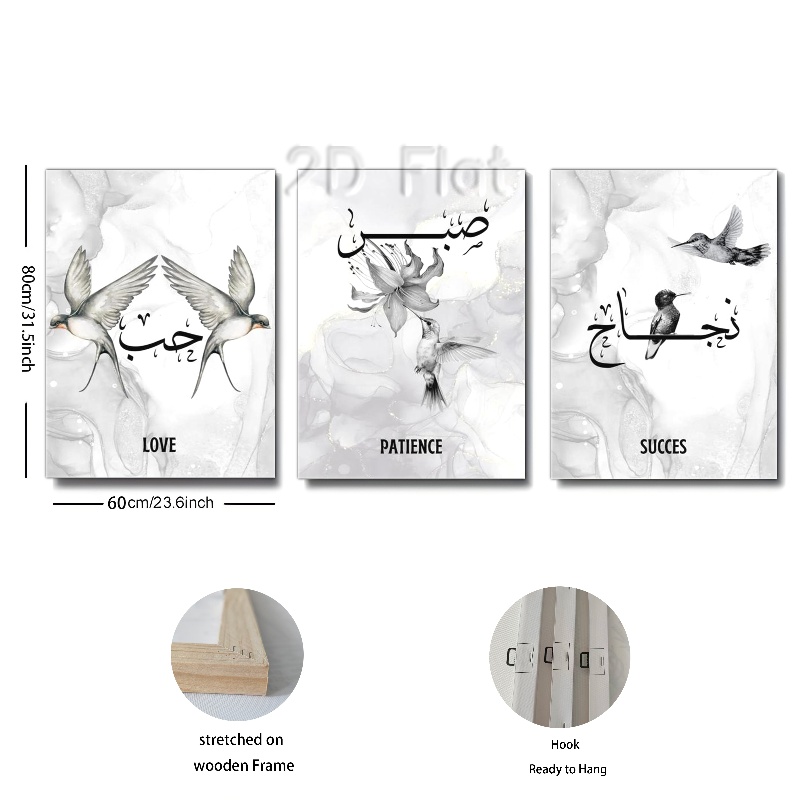 2D Flat
صبر
حب
نجاح
80cm/31.5inch
LOVE
PATIENCE
SUCCES
60cm/23.6inch
stretched on
wooden Frame
Hook
Ready to Hang